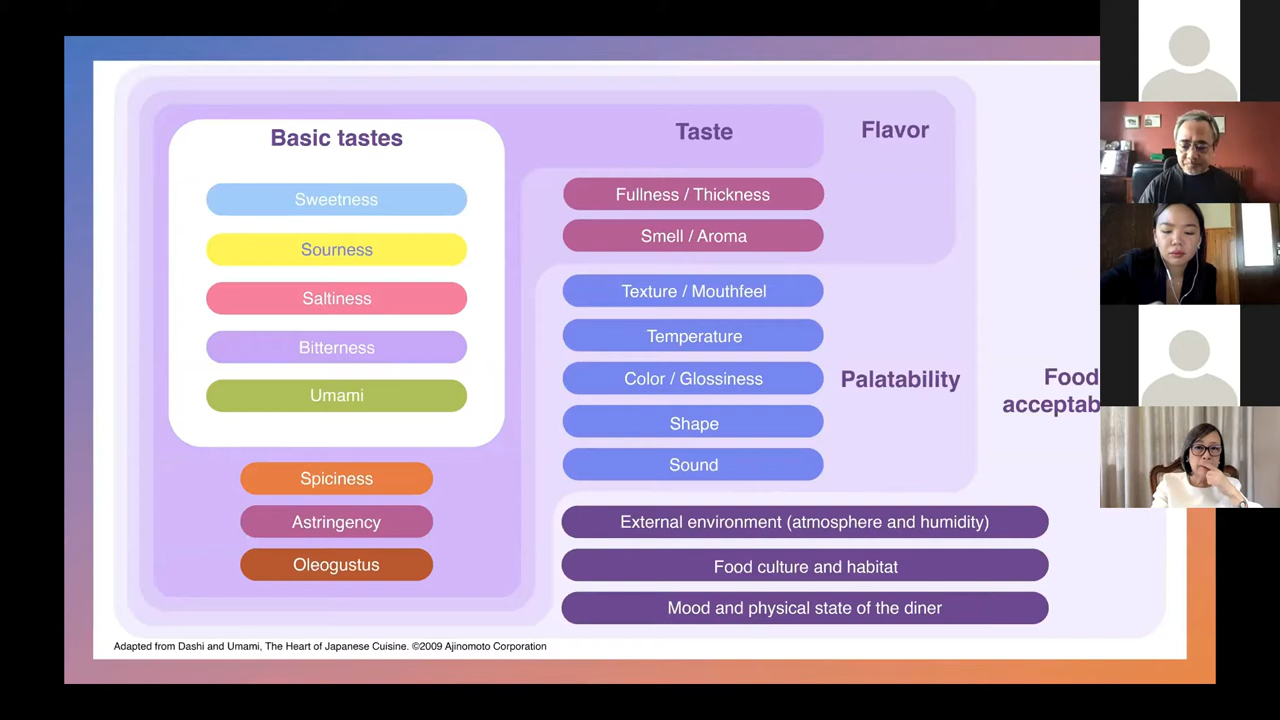 Basic tastes
Sweetness
Sourness
Saltiness
Bitterness
Umami
Spiciness
Astringency
Oleogustus
Taste
Flavor
Fullness / Thickness
Smell / Aroma
Texture / Mouthfeel
Temperature
Color / Glossiness
Shape
Sound
Palatability
Food
External environment (atmosphere and humidity)
Food culture and habitat
Mood and physical state of the diner
Adapted from Dashi and Umami, The Heart of Japanese Cuisine. ©2009 Ajinomoto Corporation